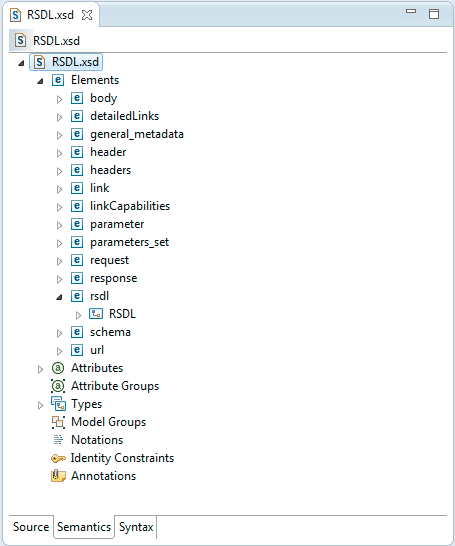 RSDL.xsd
RSDL.xsd
RSDL.xsd
Elements
body
detailedLinks
general_metadata
header
headers
link
linkCapabilities
parameter
parameters_set
request
response
rsdl
RSDL
schema
url
Attributes
Attribute Groups
Types
Model Groups
Notations
Identity Constraints
Annotations
Source Semantics Syntax